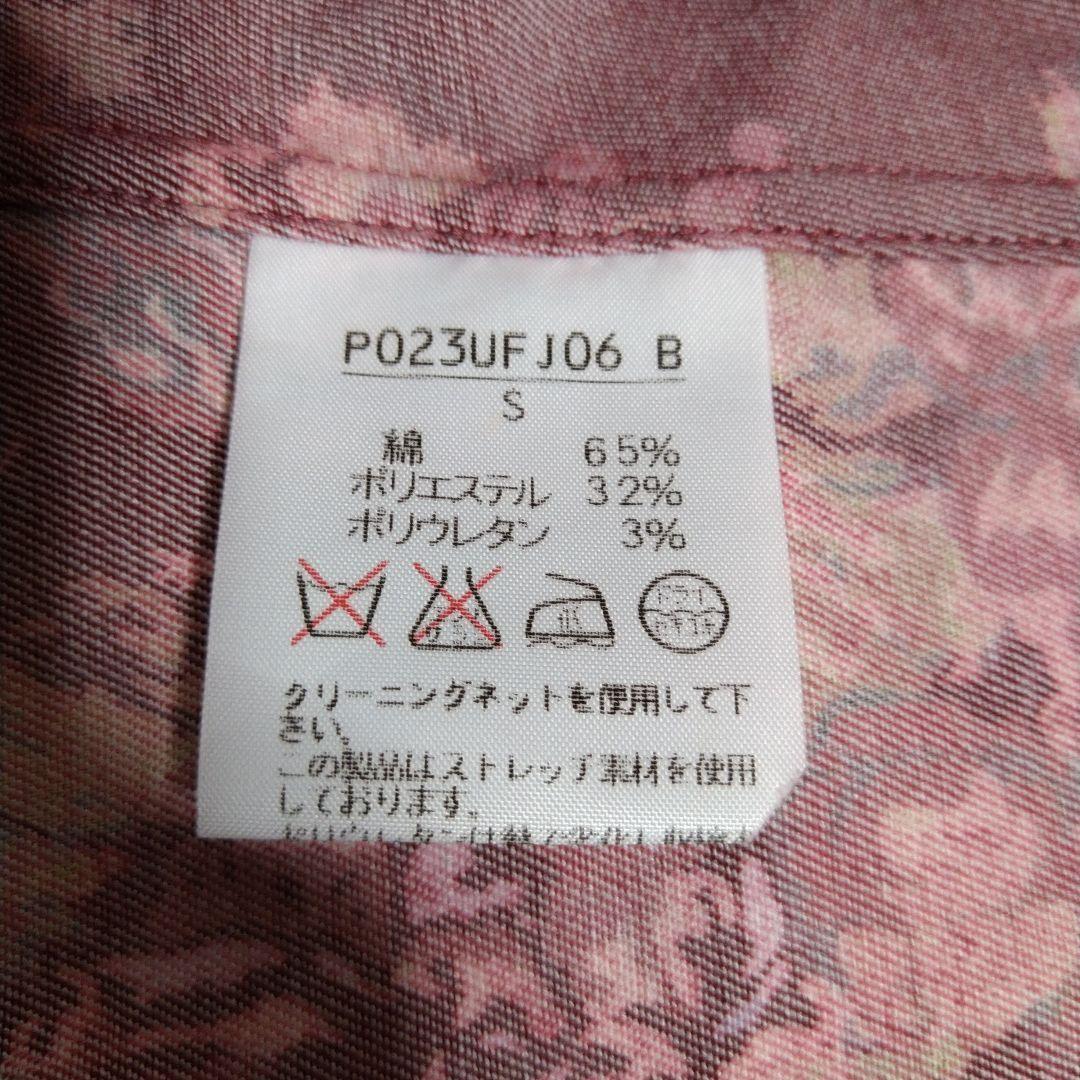 P023UFJ06 B
S
綿 65%
ポリエステル 32%
ポリウレタン 3%
クリーニングネットを使用して下
さい。
この製品はストレッチ素材を使用
しております。